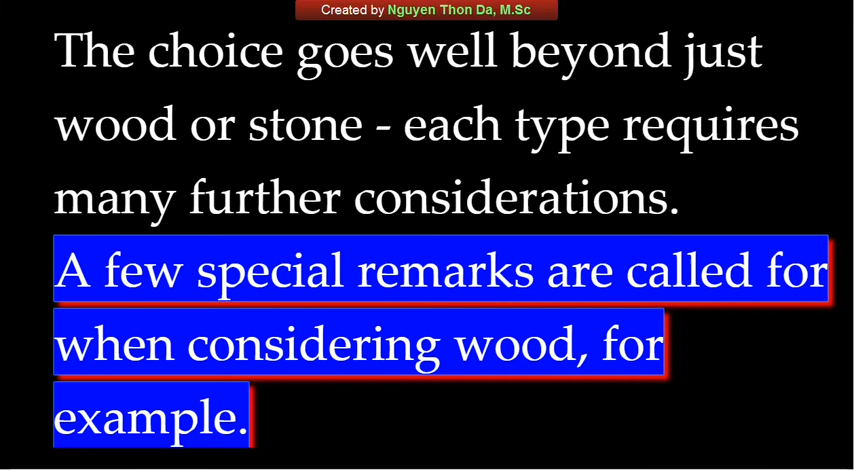 Created by Nguyen Thon Da, M.Sc
The choice goes well beyond just
wood or stone - each type requires
many further considerations.
A few special remarks are called for
when considering wood, for
example.